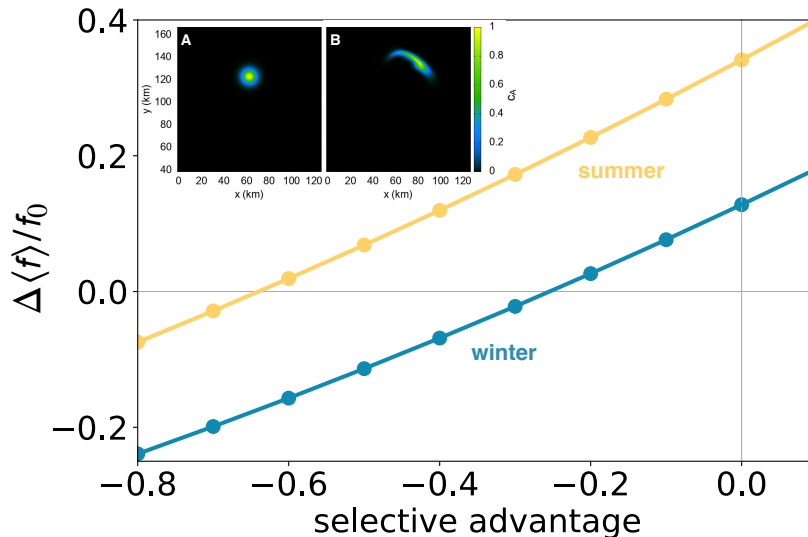 0.4
0.2
0.0
−0.2
Δ⟨f⟩/f₀
A
B
160
140
120
100
80
60
40
y (km)
0 20 40 60 80 100 120
0 20 40 60 80 100 120
x (km)
x (km)
1
0.8
0.6
0.4
0.2
0
c_A
summer
winter
−0.8 −0.6 −0.4 −0.2 0.0
selective advantage